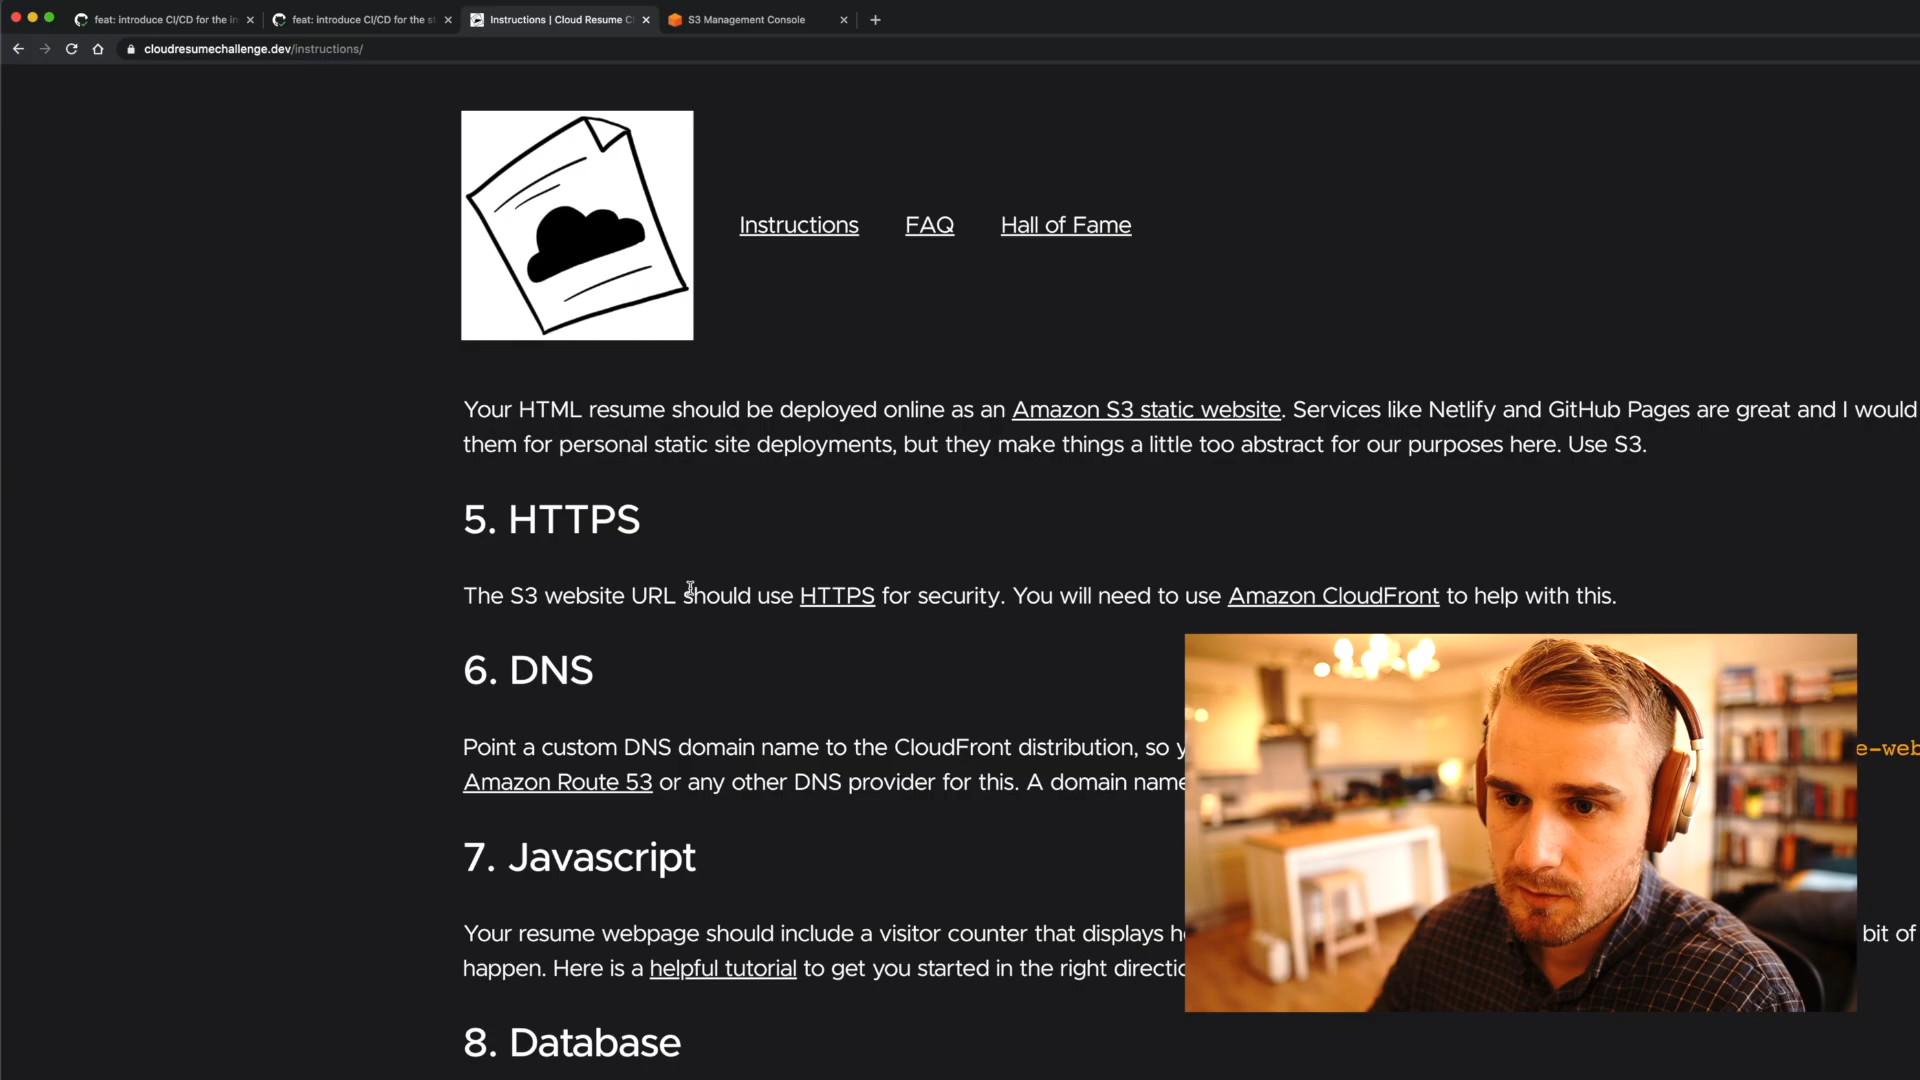 feat: introduce CI/CD for the in
feat: introduce CI/CD for the s
Instructions | Cloud Resume C
S3 Management Console
cloudresumechallenge.dev/instructions/
Instructions FAQ Hall of Fame
Your HTML resume should be deployed online as an Amazon S3 static website. Services like Netlify and GitHub Pages are great and I would
them for personal static site deployments, but they make things a little too abstract for our purposes here. Use S3.
5. HTTPS
The S3 website URL should use HTTPS for security. You will need to use Amazon CloudFront to help with this.
6. DNS
Point a custom DNS domain name to the CloudFront distribution, so y e-web
Amazon Route 53 or any other DNS provider for this. A domain name
7. Javascript
Your resume webpage should include a visitor counter that displays h bit of
happen. Here is a helpful tutorial to get you started in the right directi
8. Database